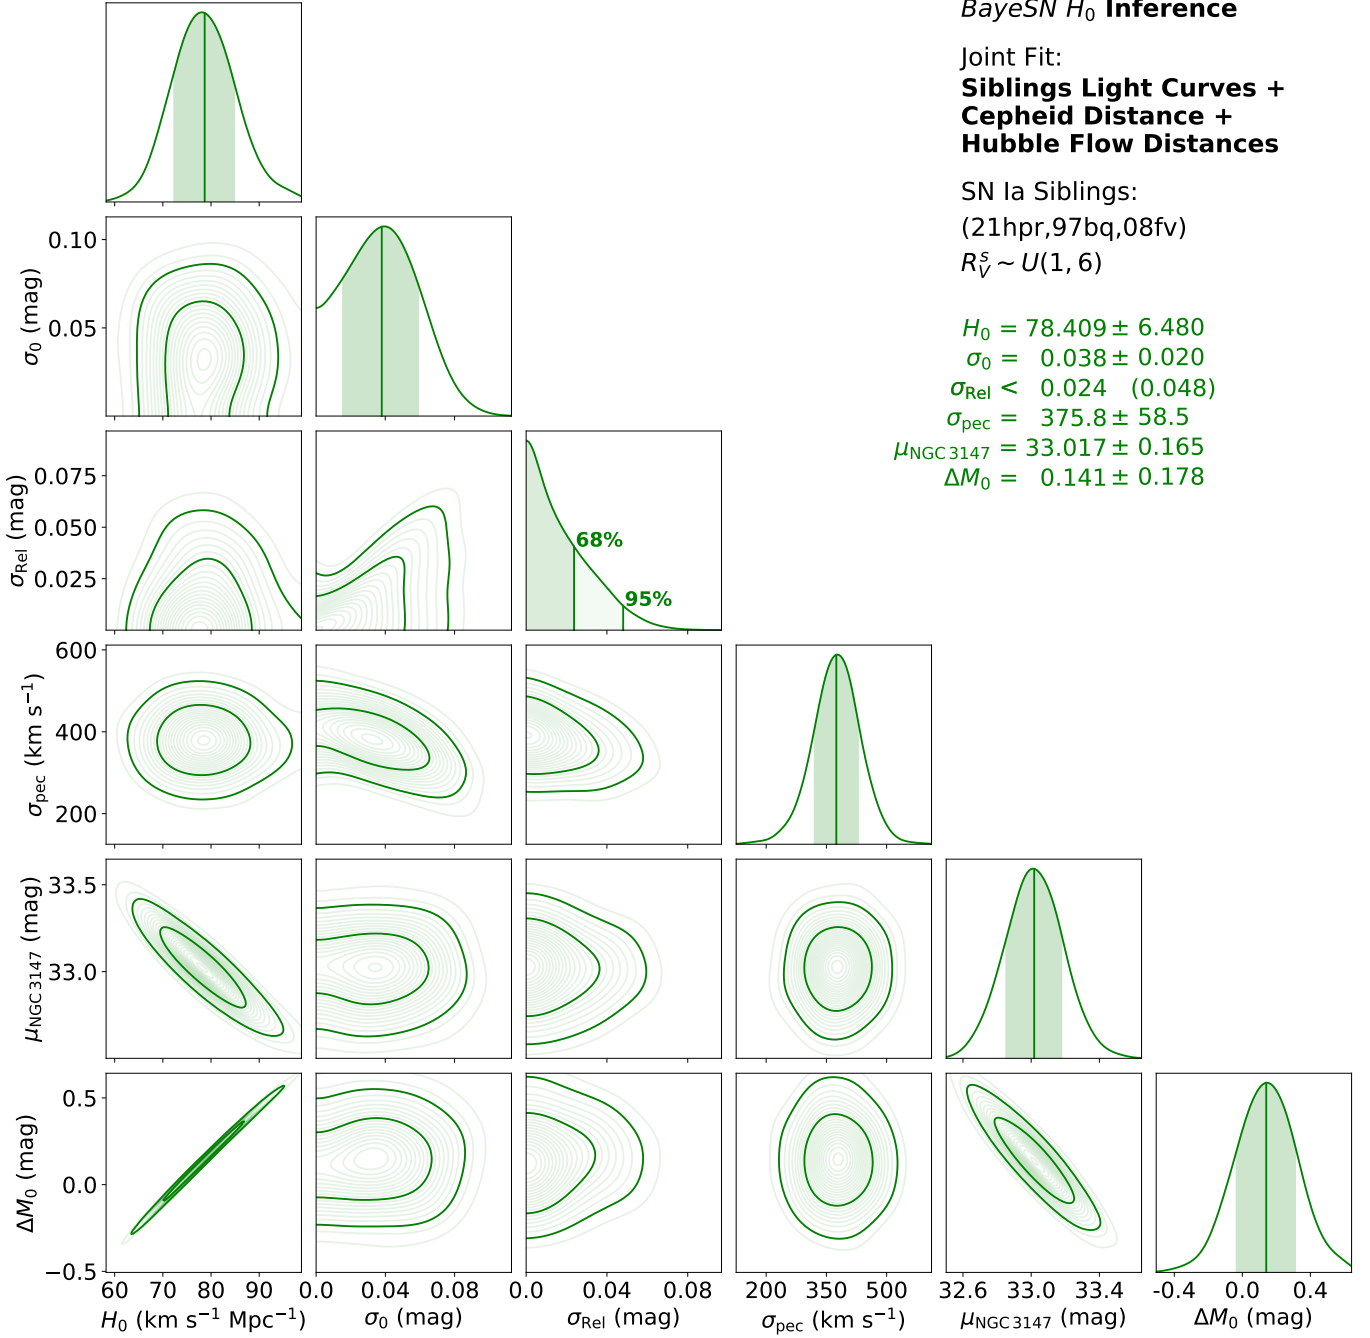 BayeSN H₀ Inference
Joint Fit:
Siblings Light Curves +
Cepheid Distance +
Hubble Flow Distances
SN Ia Siblings:
(21hpr,97bq,08fv)
R_V^s ~ U(1, 6)
H₀ = 78.409 ± 6.480
σ₀ = 0.038 ± 0.020
σ_Rel < 0.024 (0.048)
σ_pec = 375.8 ± 58.5
μ_NGC 3147 = 33.017 ± 0.165
ΔM₀ = 0.141 ± 0.178
0.10
0.05
σ₀ (mag)
0.075
0.050
0.025
σ_Rel (mag)
68%
95%
600
400
200
σ_pec (km s⁻¹)
33.5
33.0
μ_NGC 3147 (mag)
0.5
0.0
−0.5
ΔM₀ (mag)
60 70 80 90 0.00 0.04 0.08 0.00 0.04 0.08 200 350 500 32.6 33.0 33.4 -0.4 0.0 0.4
H₀ (km s⁻¹ Mpc⁻¹) σ₀ (mag) σ_Rel (mag) σ_pec (km s⁻¹) μ_NGC 3147 (mag) ΔM₀ (mag)